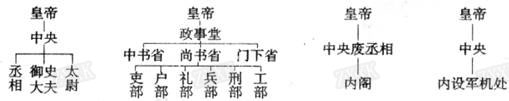 皇帝
中央
丞相 御史大夫 太尉
皇帝
政事堂
中书省 尚书省 门下省
吏部 户部 礼部 兵部 刑部 工部
皇帝
中央废丞相
内阁
皇帝
中央
内设军机处